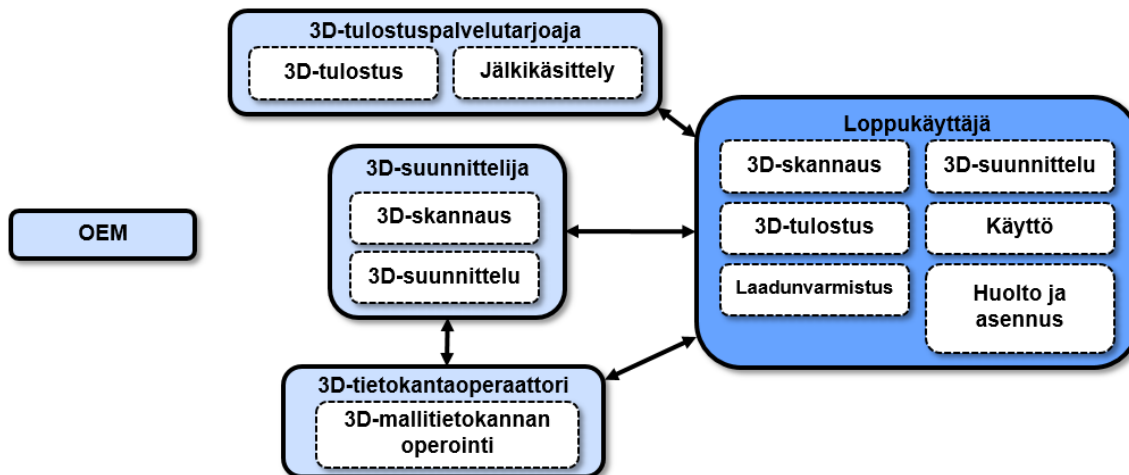 3D-tulostuspalvelutarjoaja
3D-tulostus
Jälkikäsittely
Loppukäyttäjä
3D-skannaus
3D-suunnittelu
3D-tulostus
Käyttö
Laadunvarmistus
Huolto ja
asennus
3D-suunnittelija
3D-skannaus
3D-suunnittelu
OEM
3D-tietokantaoperaattori
3D-mallitietokannan
operointi